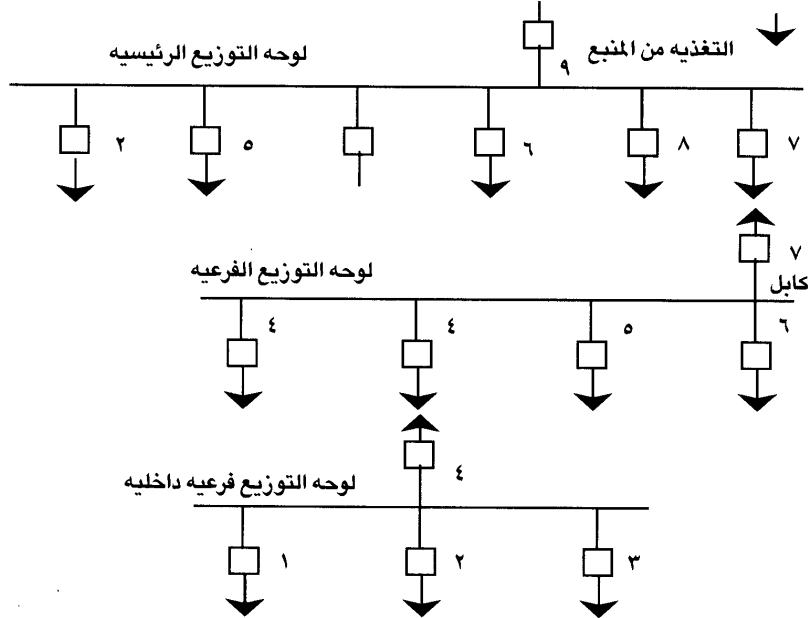 التغذيه من المنبع
لوحه التوزيع الرئيسيه
٩
٧ ٨ ٦ ٥ ٢
٧
لوحه التوزيع الفرعيه
كابل
٦ ٥ ٤ ٤
٤
لوحه التوزيع فرعيه داخليه
٣ ٢ ١